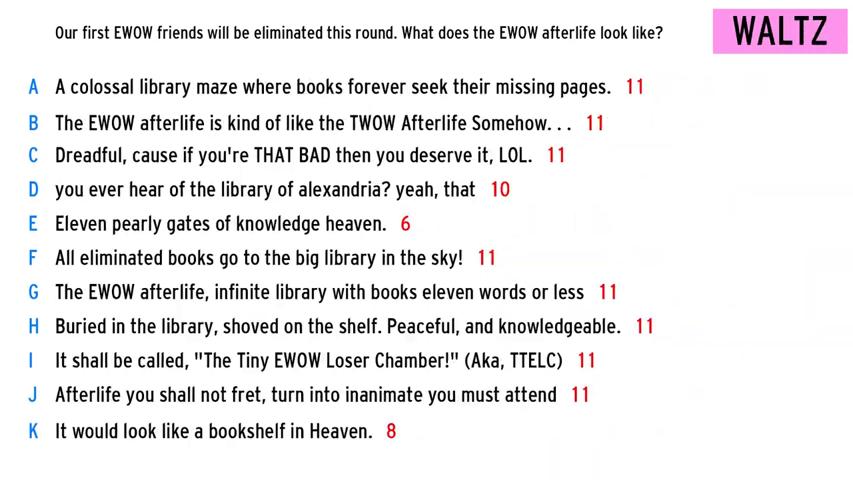 Our first EWOW friends will be eliminated this round. What does the EWOW afterlife look like?
WALTZ
A A colossal library maze where books forever seek their missing pages. 11
B The EWOW afterlife is kind of like the TWOW Afterlife Somehow. . . 11
C Dreadful, cause if you're THAT BAD then you deserve it, LOL. 11
D you ever hear of the library of alexandria? yeah, that 10
E Eleven pearly gates of knowledge heaven. 6
F All eliminated books go to the big library in the sky! 11
G The EWOW afterlife, infinite library with books eleven words or less 11
H Buried in the library, shoved on the shelf. Peaceful, and knowledgeable. 11
I It shall be called, "The Tiny EWOW Loser Chamber!" (Aka, TTELC) 11
J Afterlife you shall not fret, turn into inanimate you must attend 11
K It would look like a bookshelf in Heaven. 8